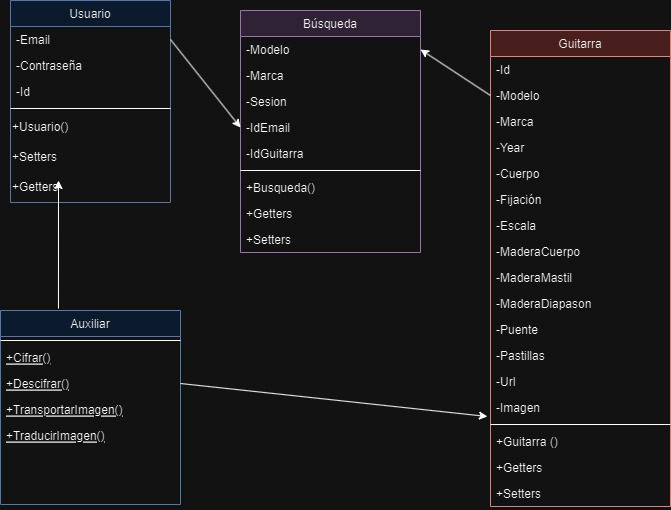 Usuario
-Email
-Contraseña
-Id
+Usuario()
+Setters
+Getters
Búsqueda
-Modelo
-Marca
-Sesion
-IdEmail
-IdGuitarra
+Busqueda()
+Getters
+Setters
Guitarra
-Id
-Modelo
-Marca
-Year
-Cuerpo
-Fijación
-Escala
-MaderaCuerpo
-MaderaMastil
-MaderaDiapason
-Puente
-Pastillas
-Url
-Imagen
+Guitarra ()
+Getters
+Setters
Auxiliar
+Cifrar()
+Descifrar()
+TransportarImagen()
+TraducirImagen()